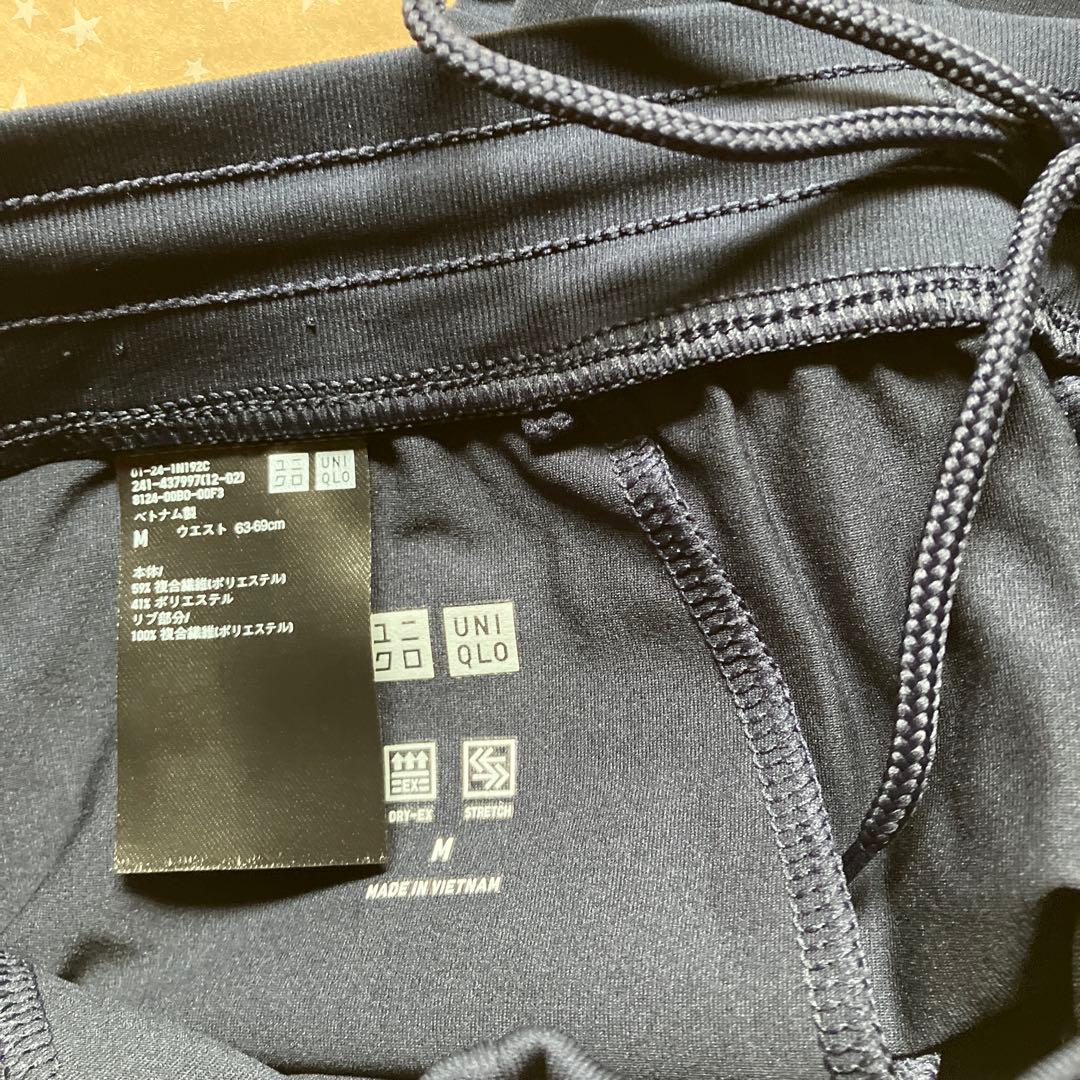 01-24-1N192C
241-437997(12-02)
8124-00B0-00F3
ユニ
クロ
UNI
QLO
ベトナム製
M ウエスト 63-69cm
本体/
59% 複合繊維(ポリエステル)
41% ポリエステル
リブ部分/
100% 複合繊維(ポリエステル)
ユニ
クロ
UNI
QLO
EX
DRY-EX
STRETCH
M
MADE IN VIETNAM